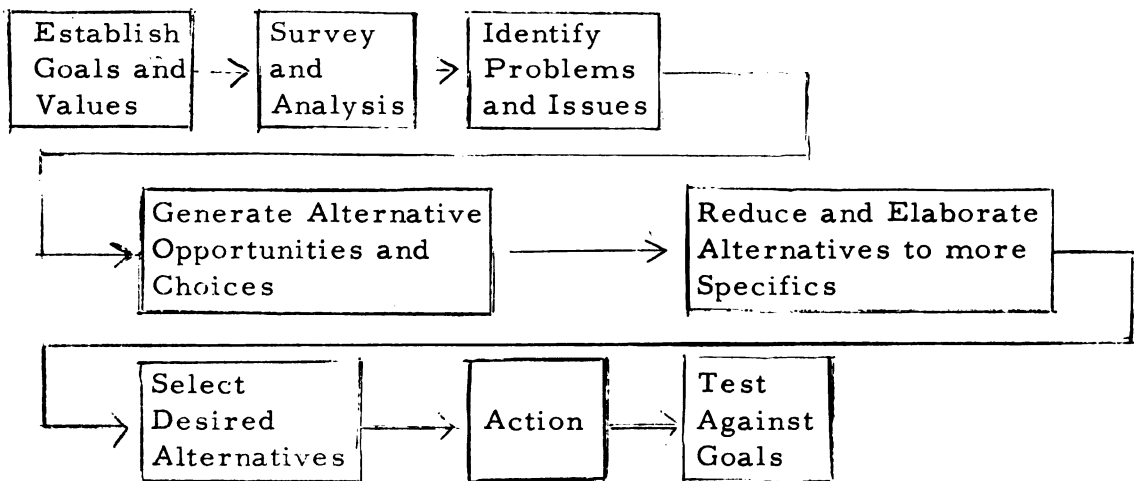 Establish
Goals and
Values
Survey
and
Analysis
Identify
Problems
and Issues
Generate Alternative
Opportunities and
Choices
Reduce and Elaborate
Alternatives to more
Specifics
Select
Desired
Alternatives
Action
Test
Against
Goals